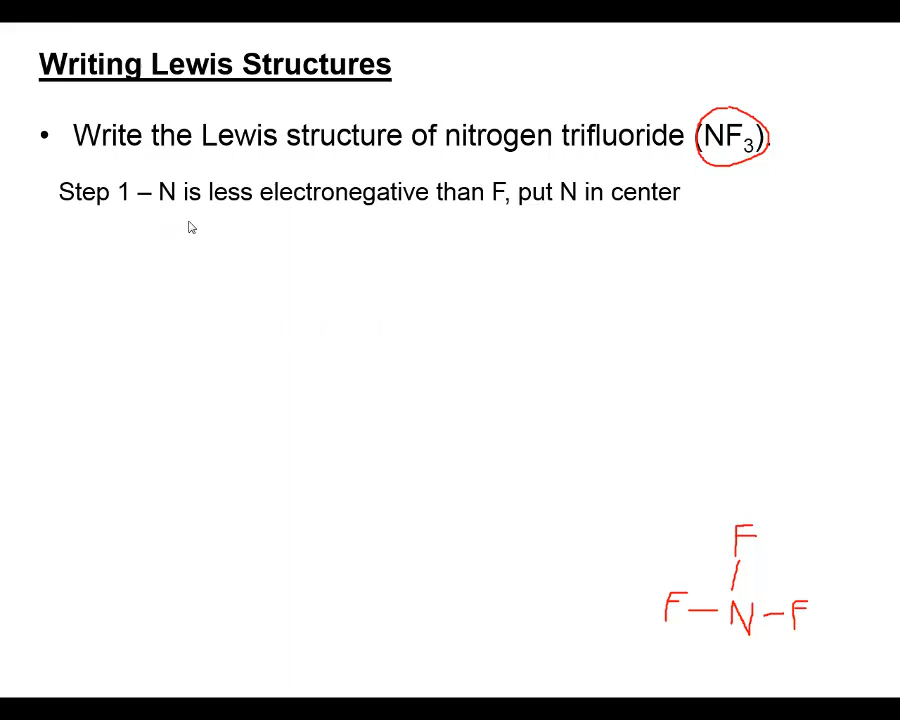 Writing Lewis Structures
• Write the Lewis structure of nitrogen trifluoride (NF₃).
Step 1 – N is less electronegative than F, put N in center
F
F – N – F